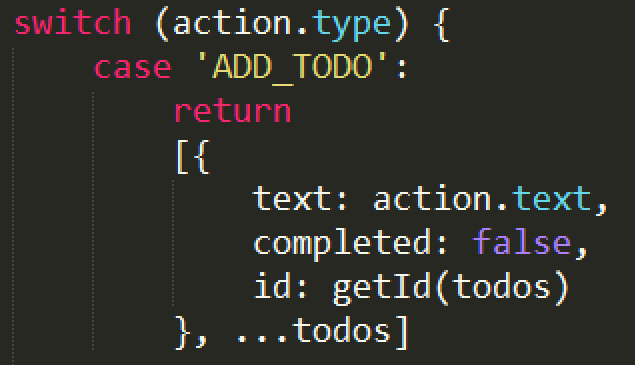 switch (action.type) {
    case 'ADD_TODO':
        return
        [{
            text: action.text,
            completed: false,
            id: getId(todos)
        }, ...todos]